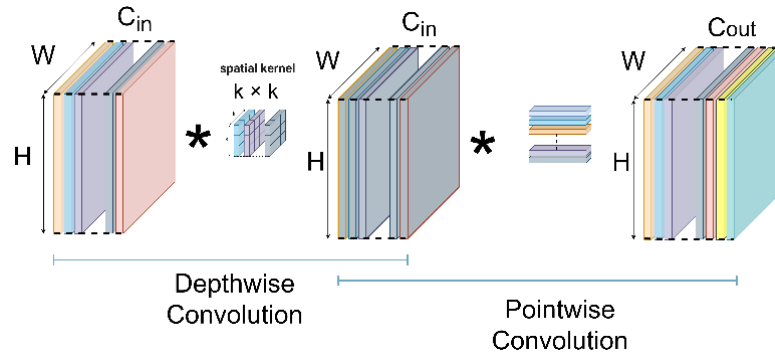 C_in
W
H
*
spatial kernel
k × k
C_in
W
H
*
Cout
W
H
Depthwise
Convolution
Pointwise
Convolution